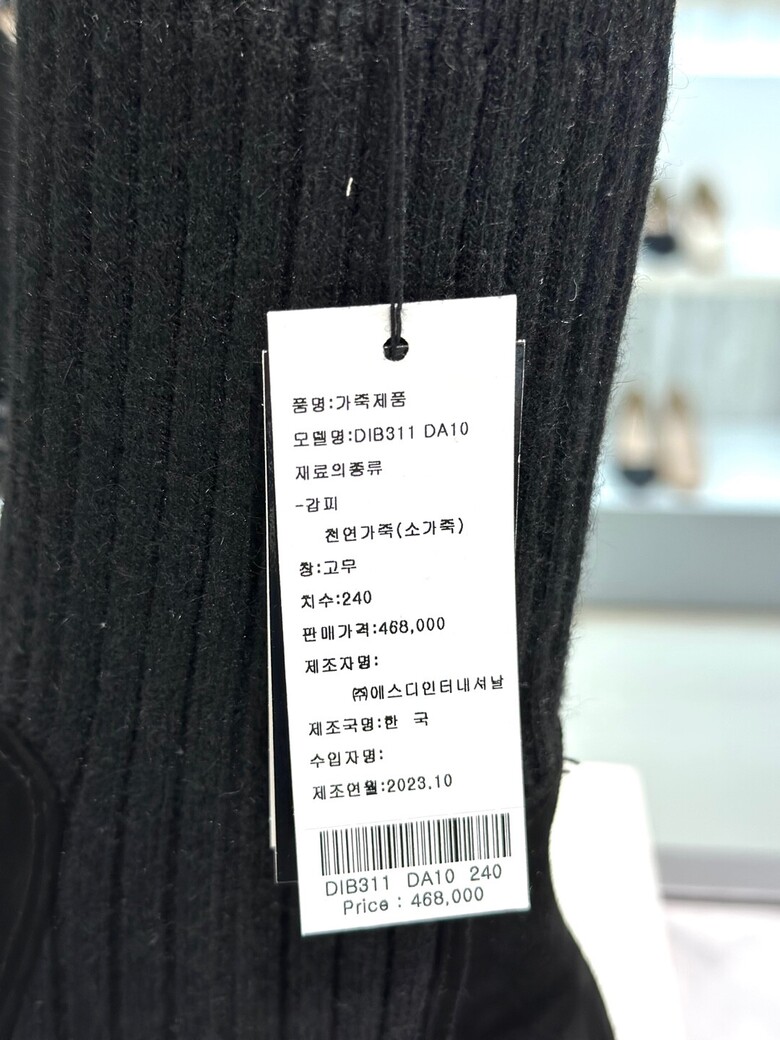 품명:가죽제품
모델명:DIB311 DA10
재료의종류
-갑피
천연가죽(소가죽)
창:고무
치수:240
판매가격:468,000
제조자명:
㈜에스디인터내셔날
제조국명:한 국
수입자명:
제조연월:2023.10
DIB311 DA10 240
Price : 468,000